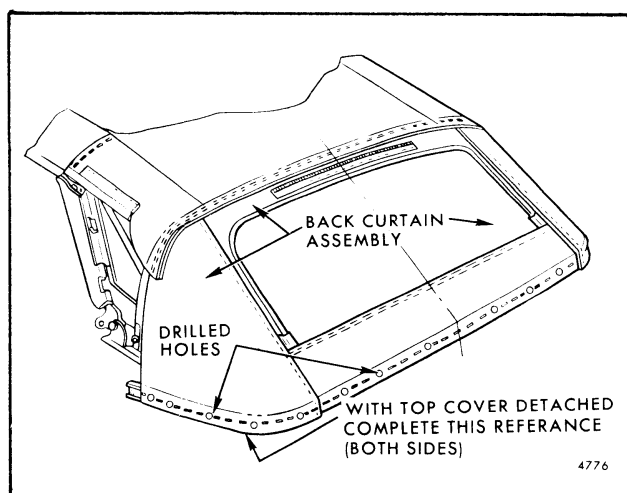 BACK CURTAIN
ASSEMBLY
DRILLED
HOLES
WITH TOP COVER DETACHED
COMPLETE THIS REFERANCE
(BOTH SIDES)
4776